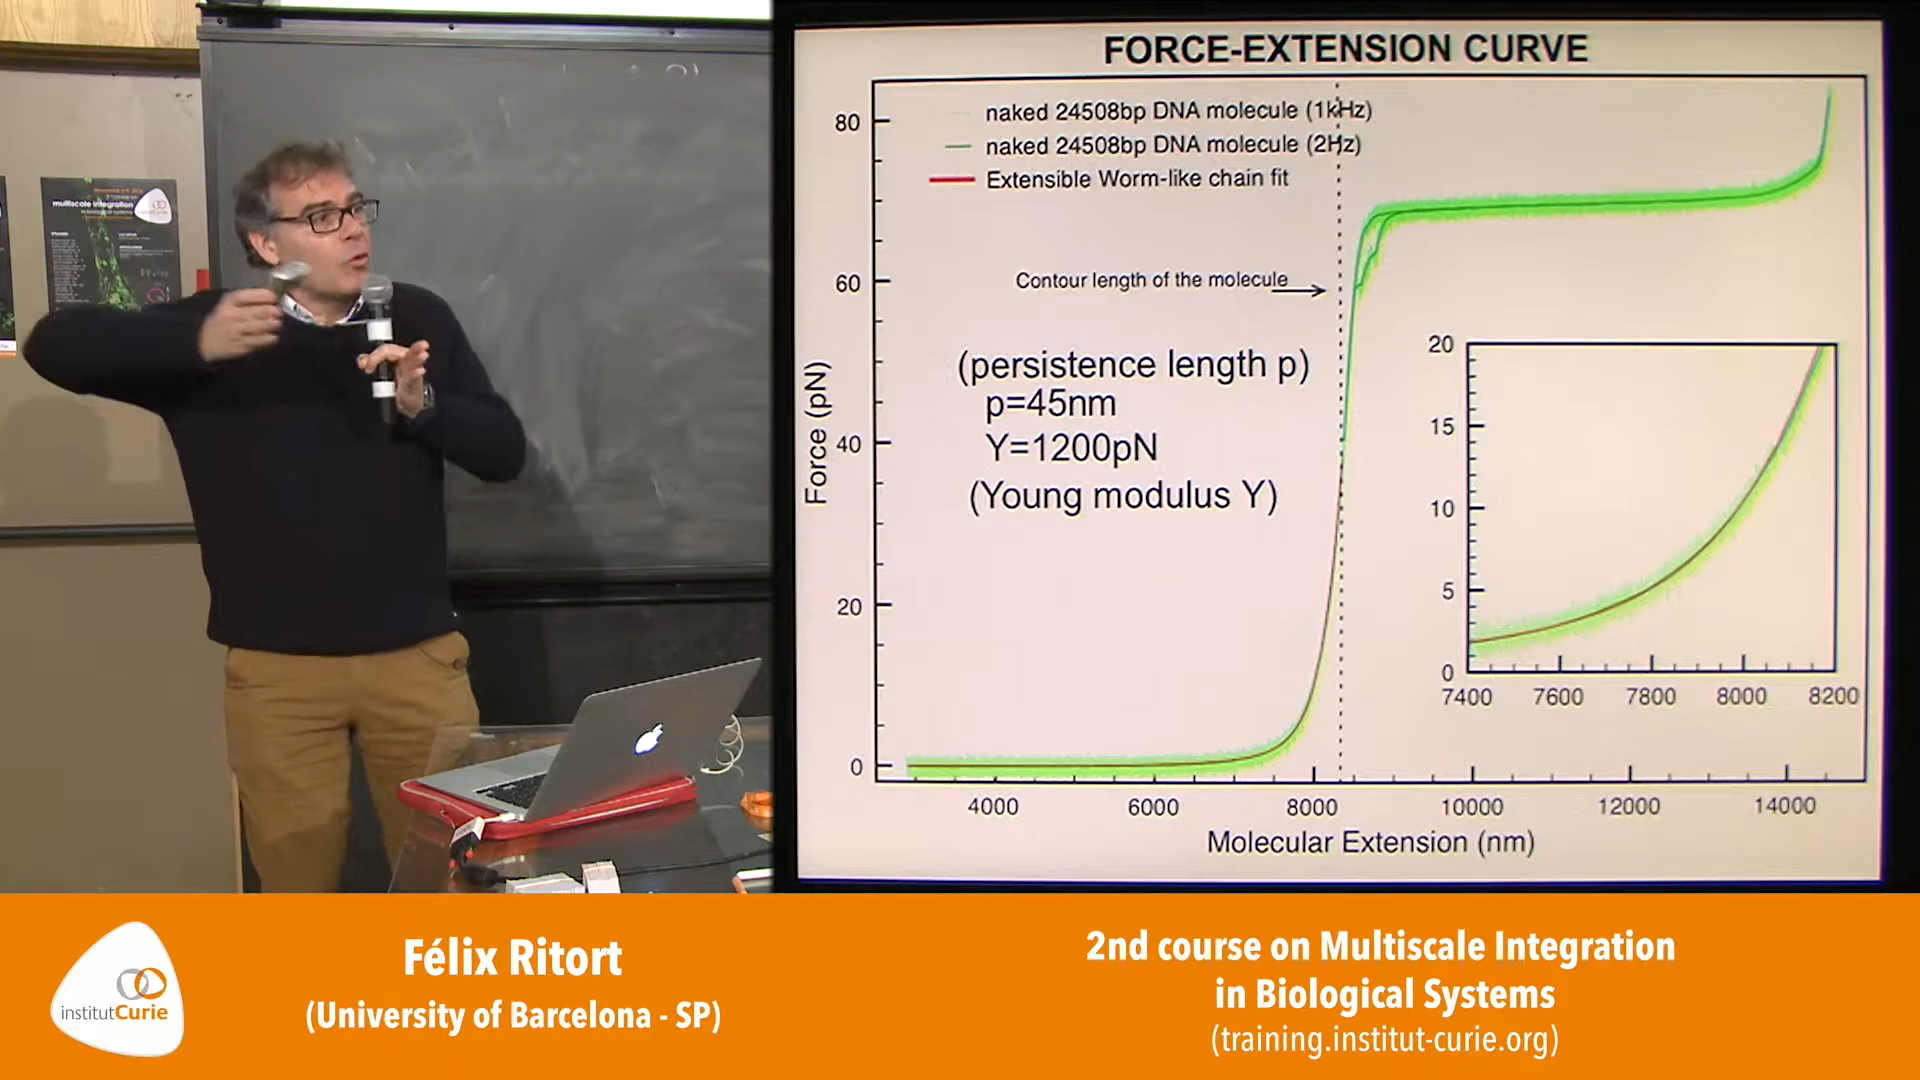 FORCE-EXTENSION CURVE
naked 24508bp DNA molecule (1kHz)
naked 24508bp DNA molecule (2Hz)
Extensible Worm-like chain fit
Contour length of the molecule
(persistence length p)
p=45nm
Y=1200pN
(Young modulus Y)
Force (pN)
80
60
40
20
0
4000 6000 8000 10000 12000 14000
Molecular Extension (nm)
20
15
10
5
0
7400 7600 7800 8000 8200
multiscale integration
institutCurie
Félix Ritort
(University of Barcelona - SP)
2nd course on Multiscale Integration
in Biological Systems
(training.institut-curie.org)